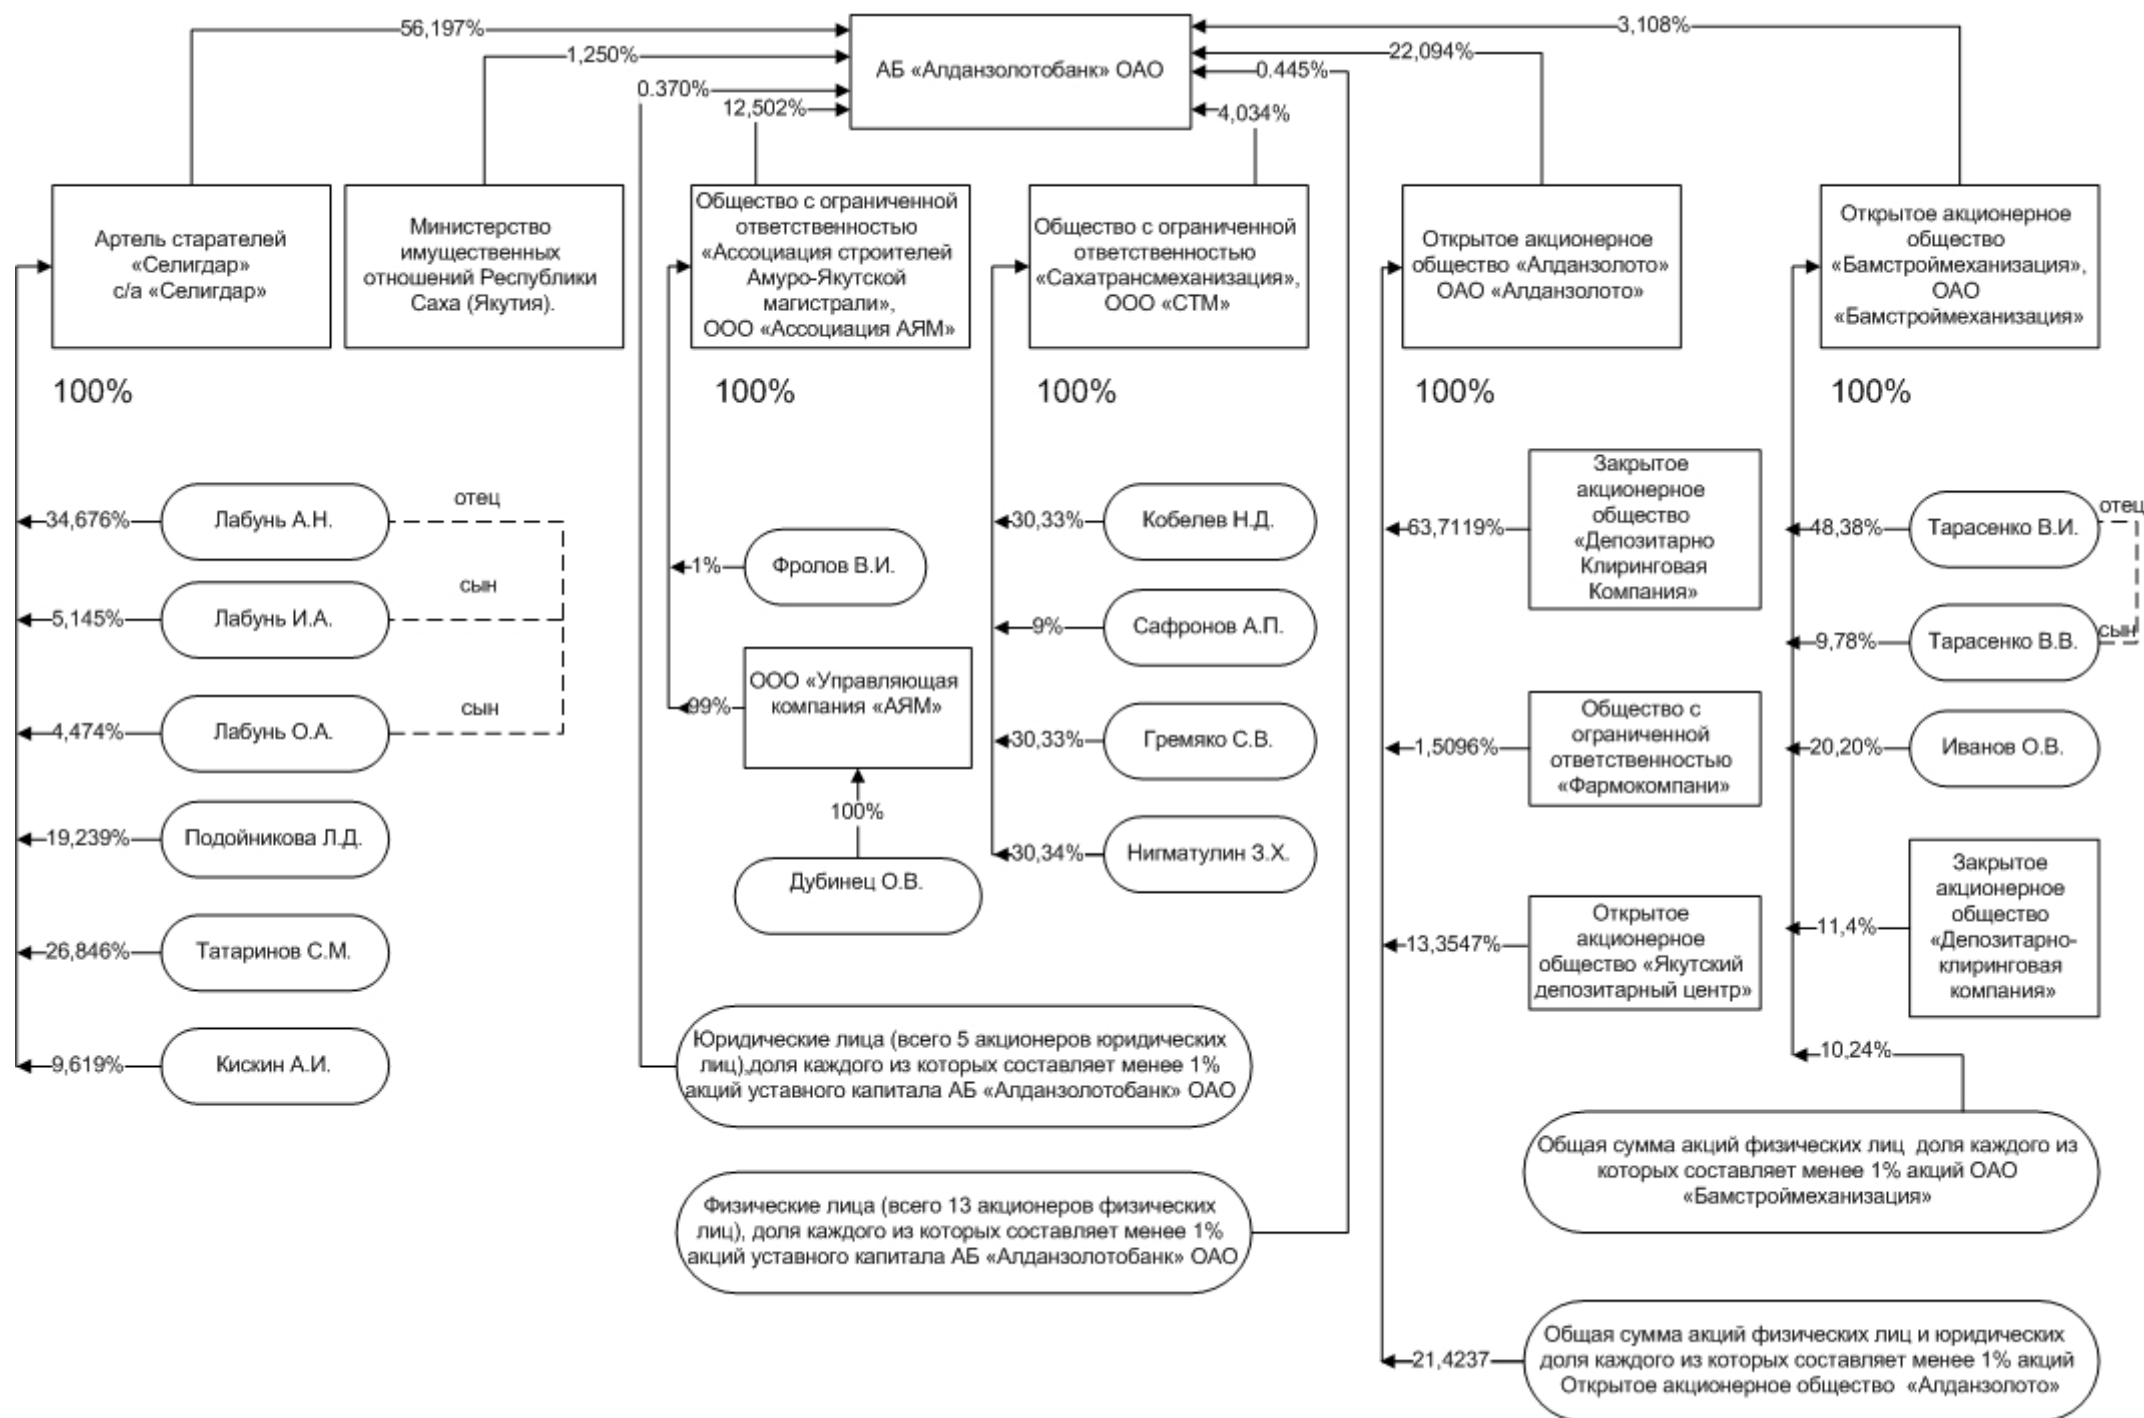 56,197%
3,108%
1,250%
22,094%
АБ «Алданзолотобанк» ОАО
0.445%
0.370%
12,502%
4,034%
Артель старателей
«Селигдар»
с/а «Селигдар»
Министерство
имущественных
отношений Республики
Саха (Якутия).
Общество с ограниченной
ответственностью
«Ассоциация строителей
Амуро-Якутской
магистрали»,
ООО «Ассоциация АЯМ»
Общество с ограниченной
ответственностью
«Сахатрансмеханизация»,
ООО «СТМ»
Открытое акционерное
общество «Алданзолото»
ОАО «Алданзолото»
Открытое акционерное
общество
«Бамстроймеханизация»,
ОАО
«Бамстроймеханизация»
100%
100%
100%
100%
100%
34,676%
Лабунь А.Н.
отец
5,145%
Лабунь И.А.
сын
4,474%
Лабунь О.А.
сын
19,239%
Подойникова Л.Д.
26,846%
Татаринов С.М.
9,619%
Кискин А.И.
1%
Фролов В.И.
99%
ООО «Управляющая
компания «АЯМ»
100%
Дубинец О.В.
30,33%
Кобелев Н.Д.
9%
Сафронов А.П.
30,33%
Гремяко С.В.
30,34%
Нигматулин З.Х.
63,7119%
Закрытое
акционерное
общество
«Депозитарно
Клиринговая
Компания»
1,5096%
Общество с
ограниченной
ответственностью
«Фармокомпани»
13,3547%
Открытое
акционерное
общество «Якутский
депозитарный центр»
48,38%
Тарасенко В.И.
отец
9,78%
Тарасенко В.В.
сын
20,20%
Иванов О.В.
11,4%
Закрытое
акционерное
общество
«Депозитарно-
клиринговая
компания»
10,24%
Юридические лица (всего 5 акционеров юридических
лиц),доля каждого из которых составляет менее 1%
акций уставного капитала АБ «Алданзолотобанк» ОАО
Общая сумма акций физических лиц  доля каждого из
которых составляет менее 1% акций ОАО
«Бамстроймеханизация»
Физические лица (всего 13 акционеров физических
лиц), доля каждого из которых составляет менее 1%
акций уставного капитала АБ «Алданзолотобанк» ОАО
21,4237
Общая сумма акций физических лиц и юридических
доля каждого из которых составляет менее 1% акций
Открытое акционерное общество  «Алданзолото»